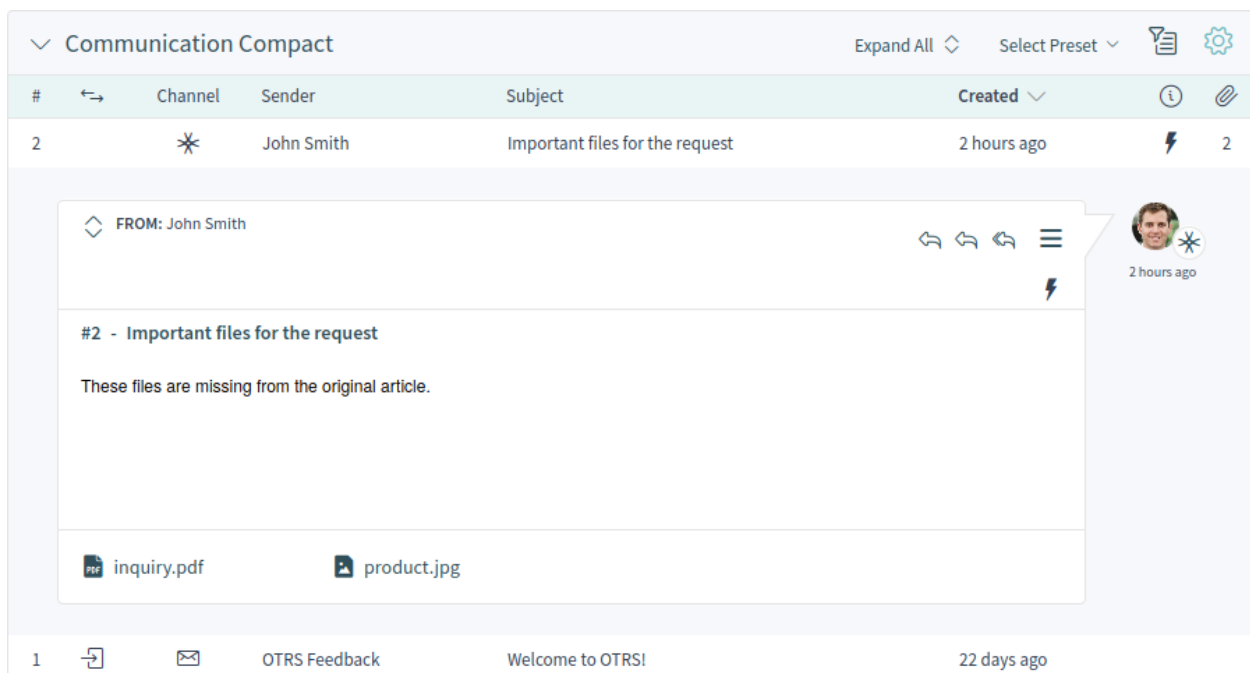 Communication Compact Expand All Select Preset
# Channel Sender Subject Created
2 John Smith Important files for the request 2 hours ago 2
FROM: John Smith
2 hours ago
#2 - Important files for the request
These files are missing from the original article.
PDF inquiry.pdf product.jpg
1 OTRS Feedback Welcome to OTRS! 22 days ago